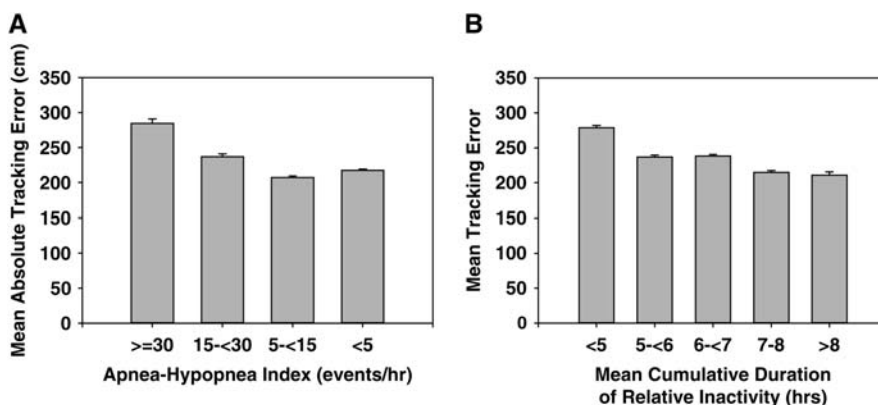 A
Mean Absolute Tracking Error (cm)
350
300
250
200
150
100
50
0
>=30 15-<30 5-<15 <5
Apnea-Hypopnea Index (events/hr)
B
Mean Tracking Error
350
300
250
200
150
100
50
0
<5 5-<6 6-<7 7-8 >8
Mean Cumulative Duration
of Relative Inactivity (hrs)